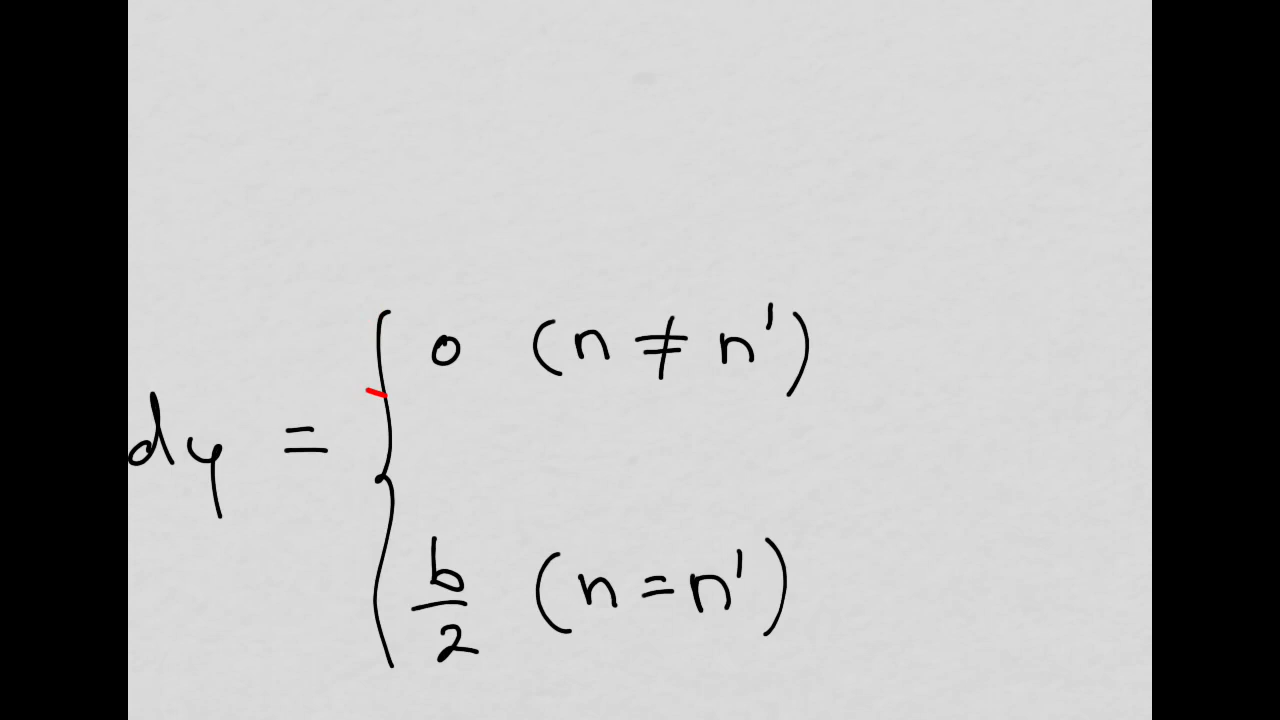 0 (n ≠ n')
dy =
b/2 (n = n')